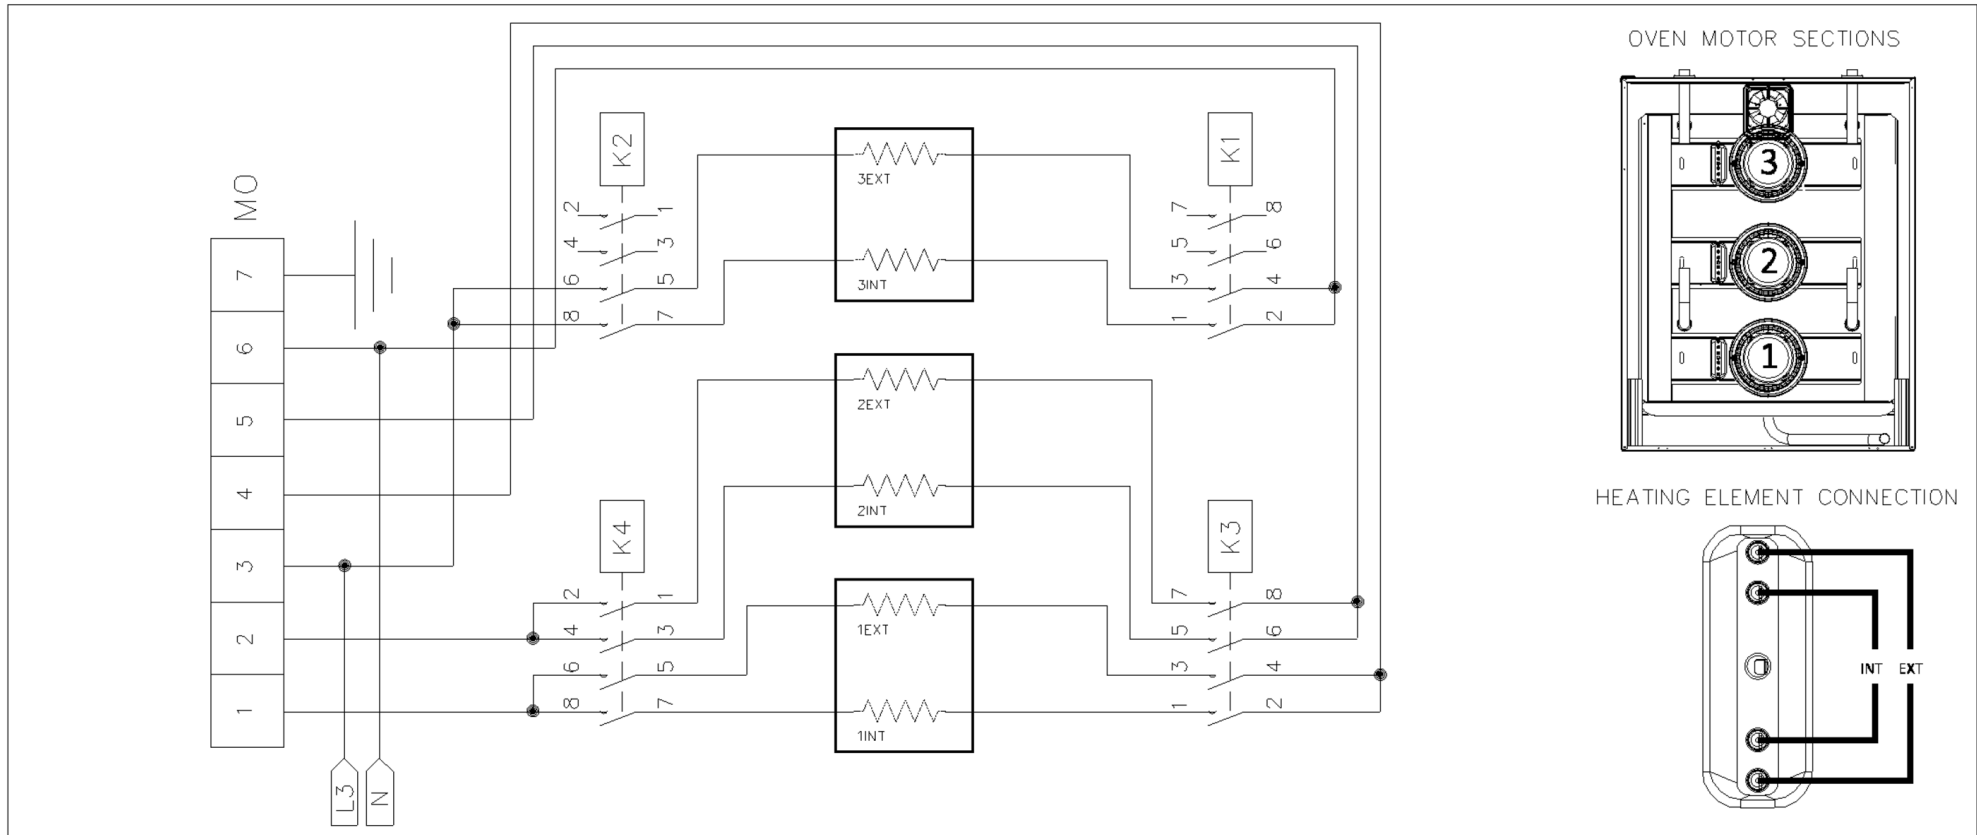 OVEN MOTOR SECTIONS
3
2
1
HEATING ELEMENT CONNECTION
INT EXT
MO
7
6
5
4
3
2
1
L3
N
K2
2 1
4 3
6 5
8 7
3EXT
3INT
K1
7 8
5 6
3 4
1 2
2EXT
2INT
K4
2 1
4 3
6 5
8 7
1EXT
1INT
K3
7 8
5 6
3 4
1 2